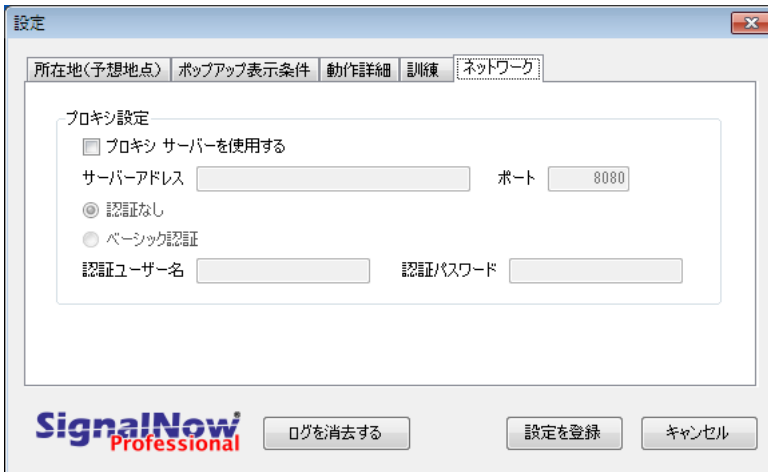 設定
所在地(予想地点) ポップアップ表示条件 動作詳細 訓練 ネットワーク
プロキシ設定
プロキシ サーバーを使用する
サーバーアドレス ポート 8080
認証なし
ベーシック認証
認証ユーザー名 認証パスワード
SignalNow®
Professional
ログを消去する 設定を登録 キャンセル